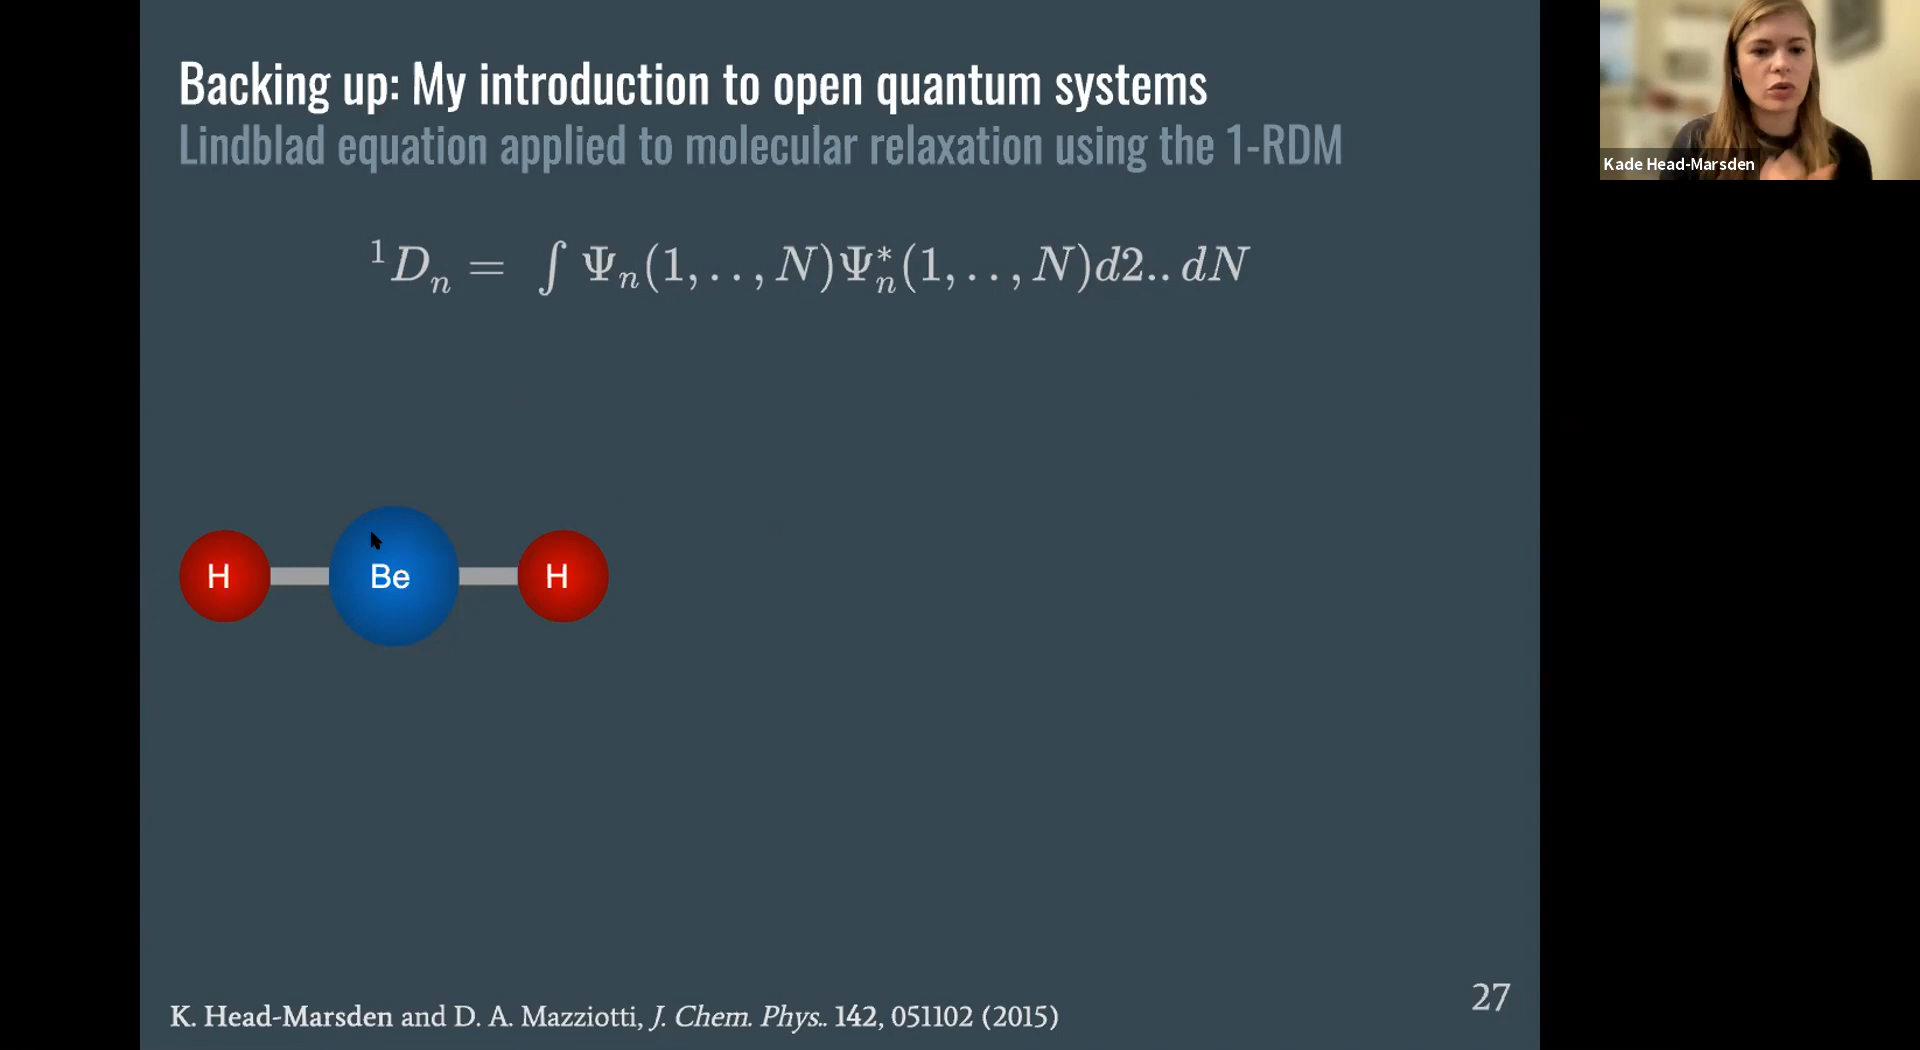 Backing up: My introduction to open quantum systems
Lindblad equation applied to molecular relaxation using the 1-RDM
Kade Head-Marsden
¹Dₙ = ∫ Ψₙ(1,..,N)Ψₙ*(1,..,N)d2..dN
H Be H
K. Head-Marsden and D. A. Mazziotti, J. Chem. Phys.. 142, 051102 (2015)
27